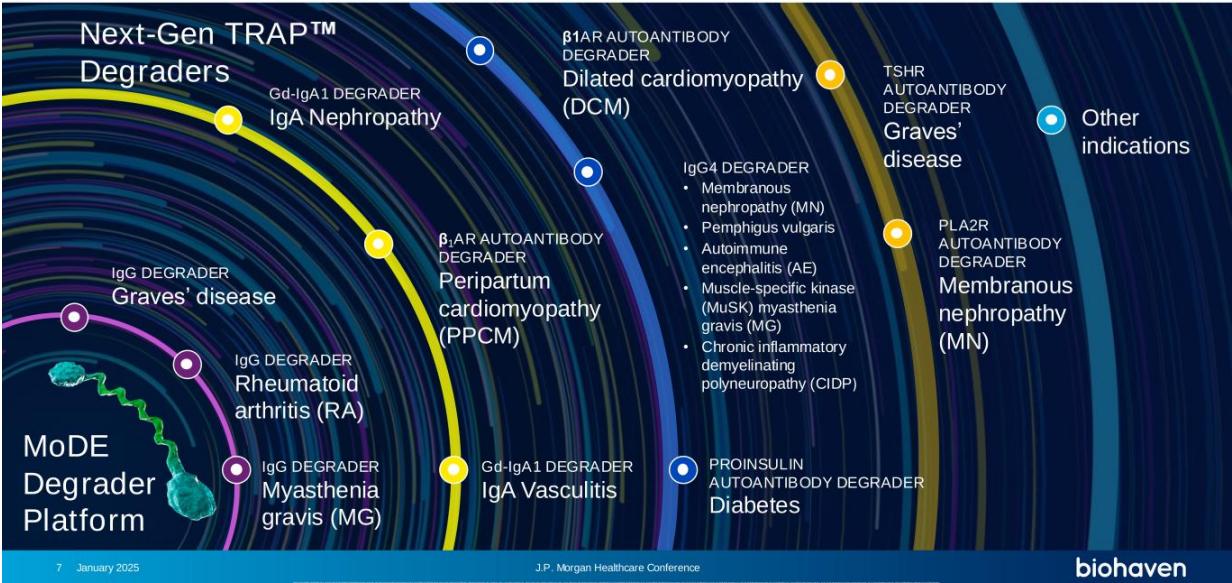 Next-Gen TRAP™
Degraders
Gd-IgA1 DEGRADER
IgA Nephropathy
β1AR AUTOANTIBODY
DEGRADER
Dilated cardiomyopathy
(DCM)
TSHR
AUTOANTIBODY
DEGRADER
Graves’
disease
Other
indications
IgG4 DEGRADER
• Membranous
nephropathy (MN)
• Pemphigus vulgaris
• Autoimmune
encephalitis (AE)
• Muscle-specific kinase
(MuSK) myasthenia
gravis (MG)
• Chronic inflammatory
demyelinating
polyneuropathy (CIDP)
β₁AR AUTOANTIBODY
DEGRADER
Peripartum
cardiomyopathy
(PPCM)
PLA2R
AUTOANTIBODY
DEGRADER
Membranous
nephropathy
(MN)
IgG DEGRADER
Graves’ disease
IgG DEGRADER
Rheumatoid
arthritis (RA)
MoDE
Degrader
Platform
IgG DEGRADER
Myasthenia
gravis (MG)
Gd-IgA1 DEGRADER
IgA Vasculitis
PROINSULIN
AUTOANTIBODY DEGRADER
Diabetes
7 January 2025
J.P. Morgan Healthcare Conference
biohaven